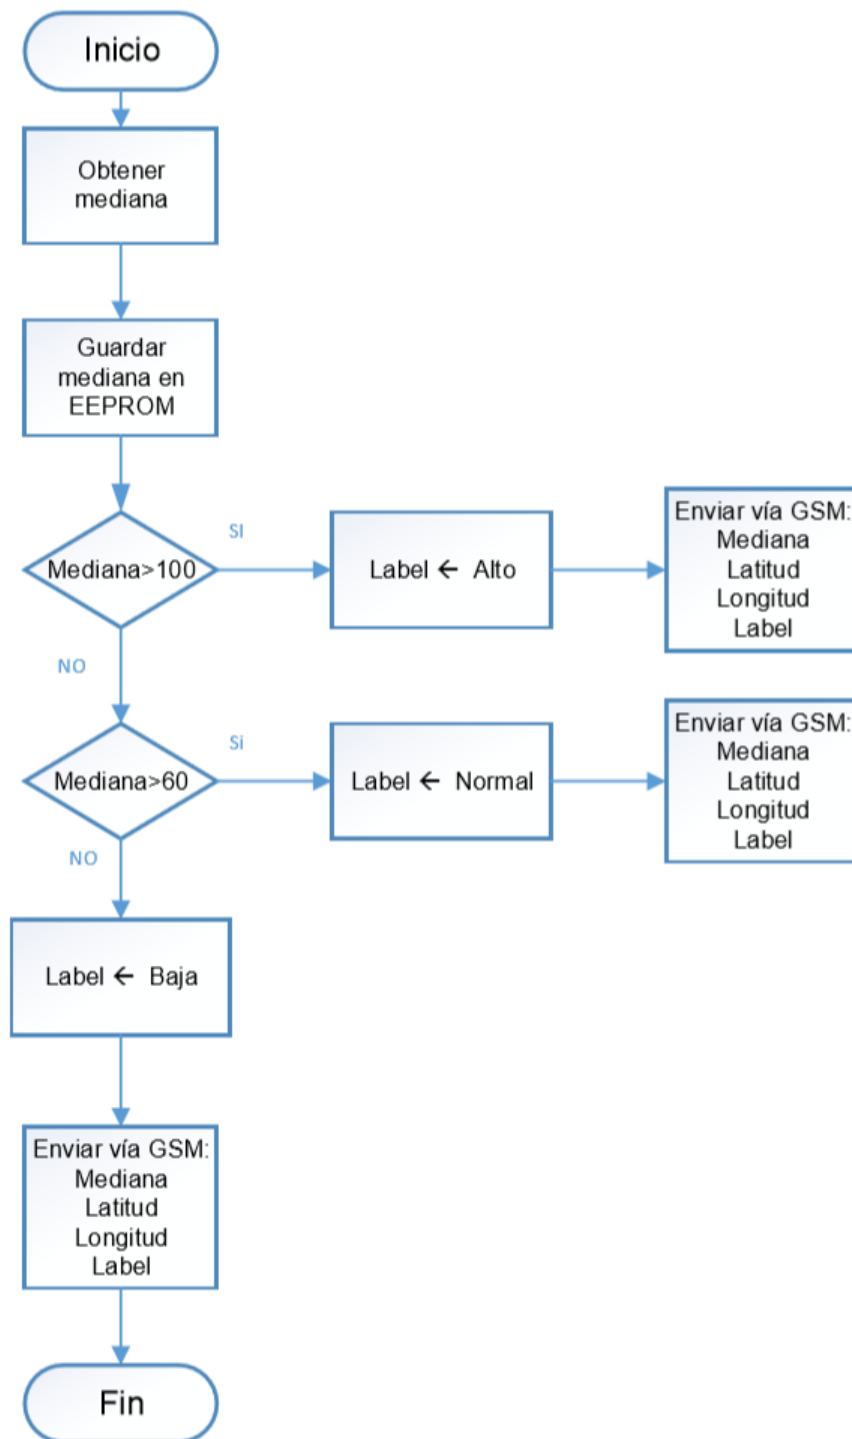 Inicio
Obtener
mediana
Guardar
mediana en
EEPROM
Mediana>100
SI
Label ← Alto
Enviar vía GSM:
Mediana
Latitud
Longitud
Label
NO
Mediana>60
Si
Label ← Normal
Enviar vía GSM:
Mediana
Latitud
Longitud
Label
NO
Label ← Baja
Enviar vía GSM:
Mediana
Latitud
Longitud
Label
Fin